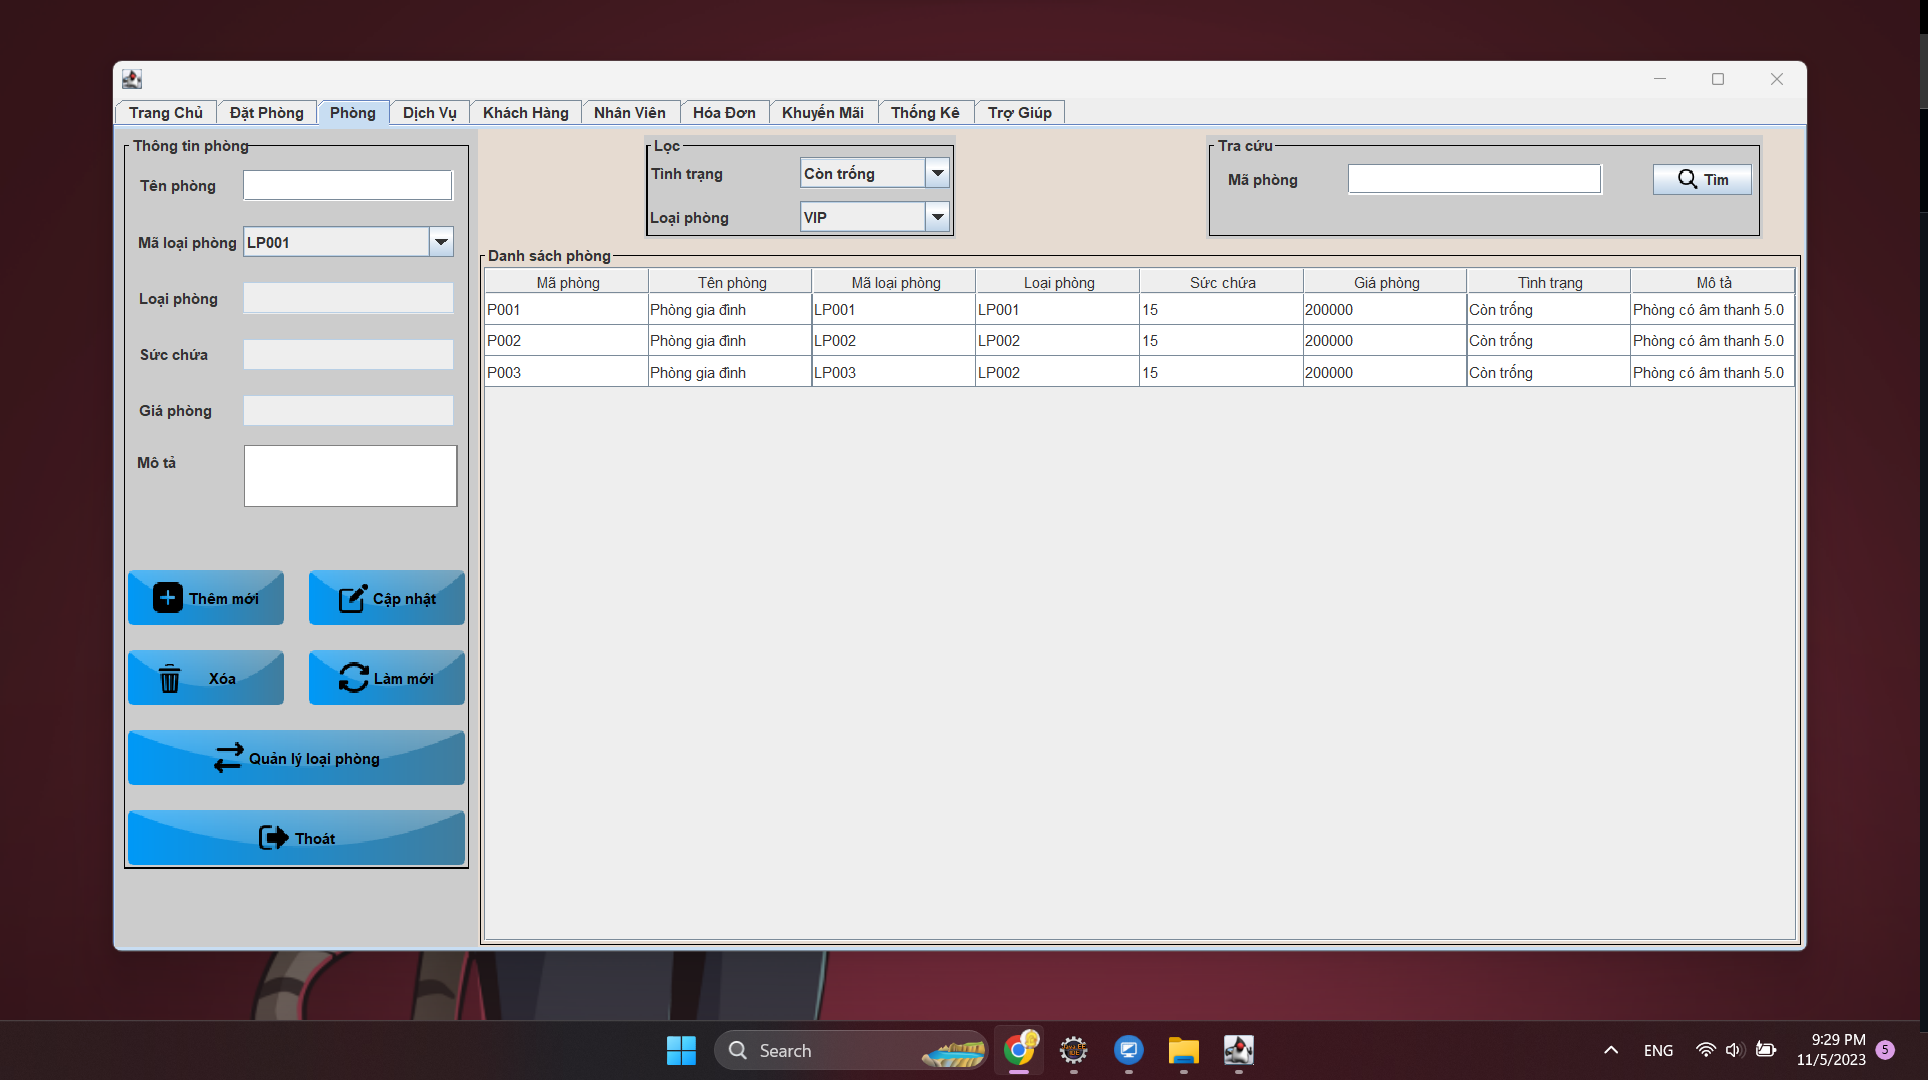 Trang Chủ Đặt Phòng Phòng Dịch Vụ Khách Hàng Nhân Viên Hóa Đơn Khuyến Mãi Thống Kê Trợ Giúp
Thông tin phòng
Tên phòng
Mã loại phòng LP001
Loại phòng
Sức chứa
Giá phòng
Mô tả
Thêm mới Cập nhật
Xóa Làm mới
Quản lý loại phòng
Thoát
Lọc
Tình trạng Còn trống
Loại phòng VIP
Tra cứu
Mã phòng Tìm
Danh sách phòng
Mã phòng Tên phòng Mã loại phòng Loại phòng Sức chứa Giá phòng Tình trạng Mô tả
P001 Phòng gia đình LP001 LP001 15 200000 Còn trống Phòng có âm thanh 5.0
P002 Phòng gia đình LP002 LP002 15 200000 Còn trống Phòng có âm thanh 5.0
P003 Phòng gia đình LP003 LP002 15 200000 Còn trống Phòng có âm thanh 5.0
Search
ENG
9:29 PM
11/5/2023
5